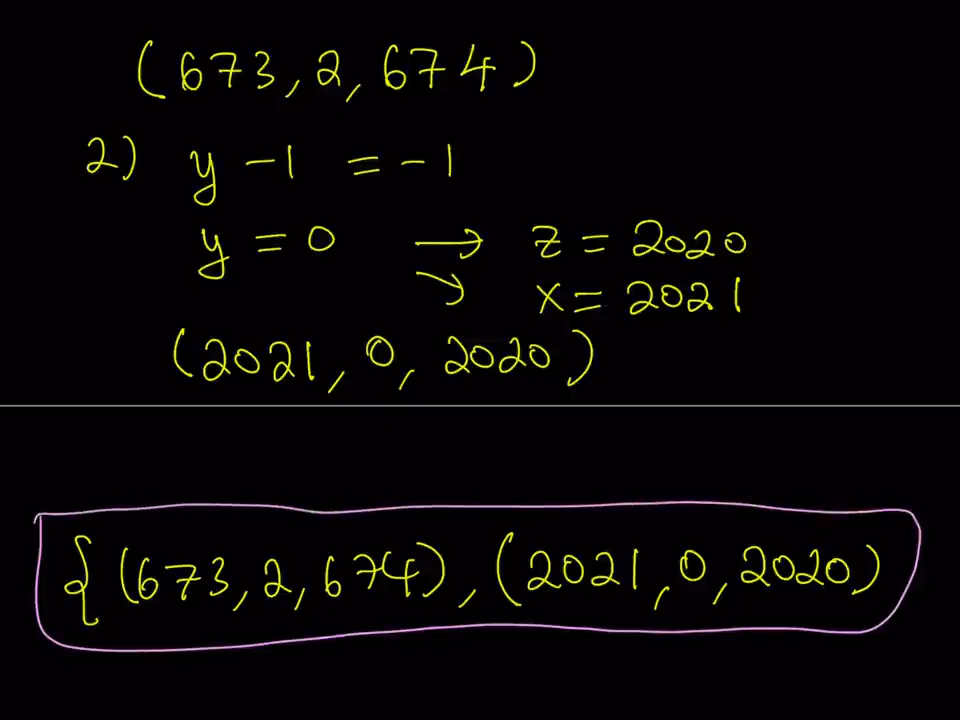 (673, 2, 674)
2) y - 1 = - 1
y = 0 → z = 2020
→ x = 2021
(2021, 0, 2020)
{(673, 2, 674), (2021, 0, 2020)